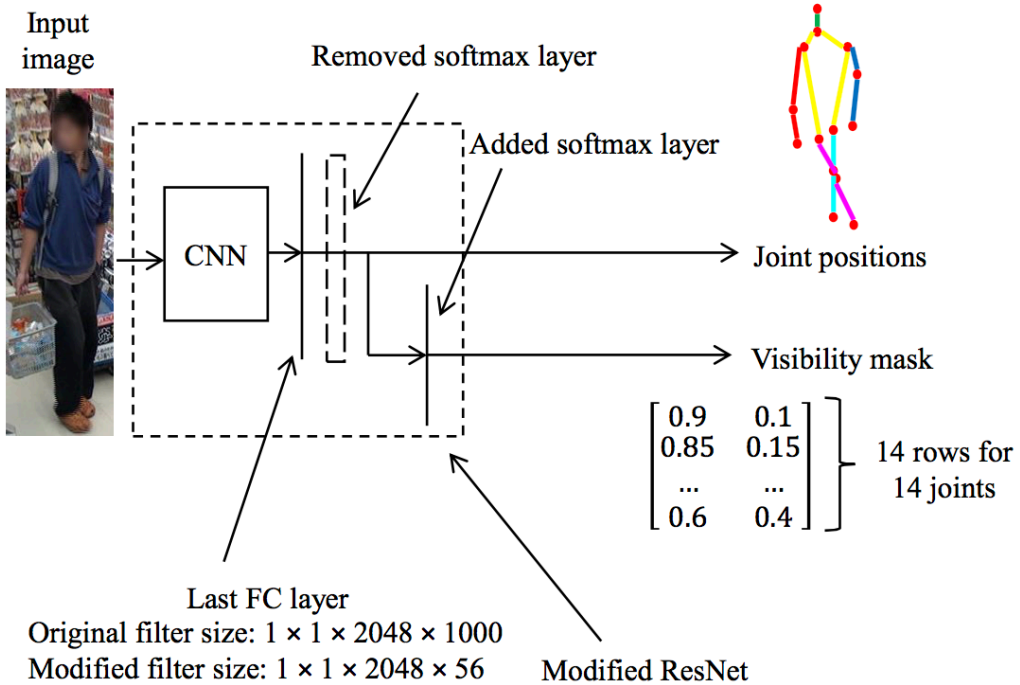 Input
image
Removed softmax layer
Added softmax layer
CNN
Joint positions
Visibility mask
0.9 0.1
0.85 0.15
... ...
0.6 0.4
14 rows for
14 joints
Last FC layer
Original filter size: 1 × 1 × 2048 × 1000
Modified filter size: 1 × 1 × 2048 × 56
Modified ResNet